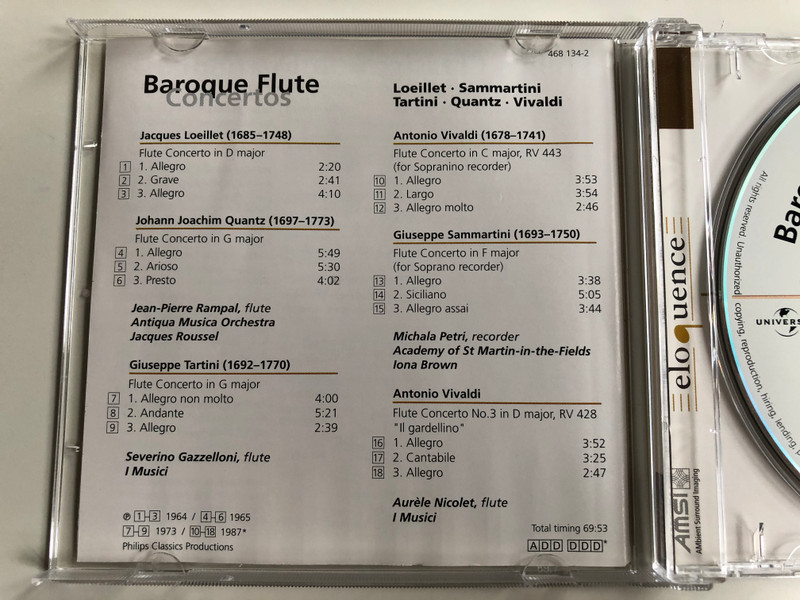 468 134-2
Baroque Flute
Concertos
Loeillet · Sammartini
Tartini · Quantz · Vivaldi
Jacques Loeillet (1685–1748)
Flute Concerto in D major
1 1. Allegro 2:20
2 2. Grave 2:41
3 3. Allegro 4:10
Johann Joachim Quantz (1697–1773)
Flute Concerto in G major
4 1. Allegro 5:49
5 2. Arioso 5:30
6 3. Presto 4:02
Jean-Pierre Rampal, flute
Antiqua Musica Orchestra
Jacques Roussel
Giuseppe Tartini (1692–1770)
Flute Concerto in G major
7 1. Allegro non molto 4:00
8 2. Andante 5:21
9 3. Allegro 2:39
Severino Gazzelloni, flute
I Musici
℗ 1-3 1964 / 4-6 1965
7-9 1973 / 10-18 1987*
Philips Classics Productions
Antonio Vivaldi (1678–1741)
Flute Concerto in C major, RV 443
(for Sopranino recorder)
10 1. Allegro 3:53
11 2. Largo 3:54
12 3. Allegro molto 2:46
Giuseppe Sammartini (1693–1750)
Flute Concerto in F major
(for Soprano recorder)
13 1. Allegro 3:38
14 2. Siciliano 5:05
15 3. Allegro assai 3:44
Michala Petri, recorder
Academy of St Martin-in-the-Fields
Iona Brown
Antonio Vivaldi
Flute Concerto No.3 in D major, RV 428
"Il gardellino"
16 1. Allegro 3:52
17 2. Cantabile 3:25
18 3. Allegro 2:47
Aurèle Nicolet, flute
I Musici
Total timing 69:53
ADD DDD*
eloquence
AMSI
AMbient Surround Imaging
Baro
UNIVERS
All rights reserved. Unauthorized copying, reproduction, hiring, lending, p